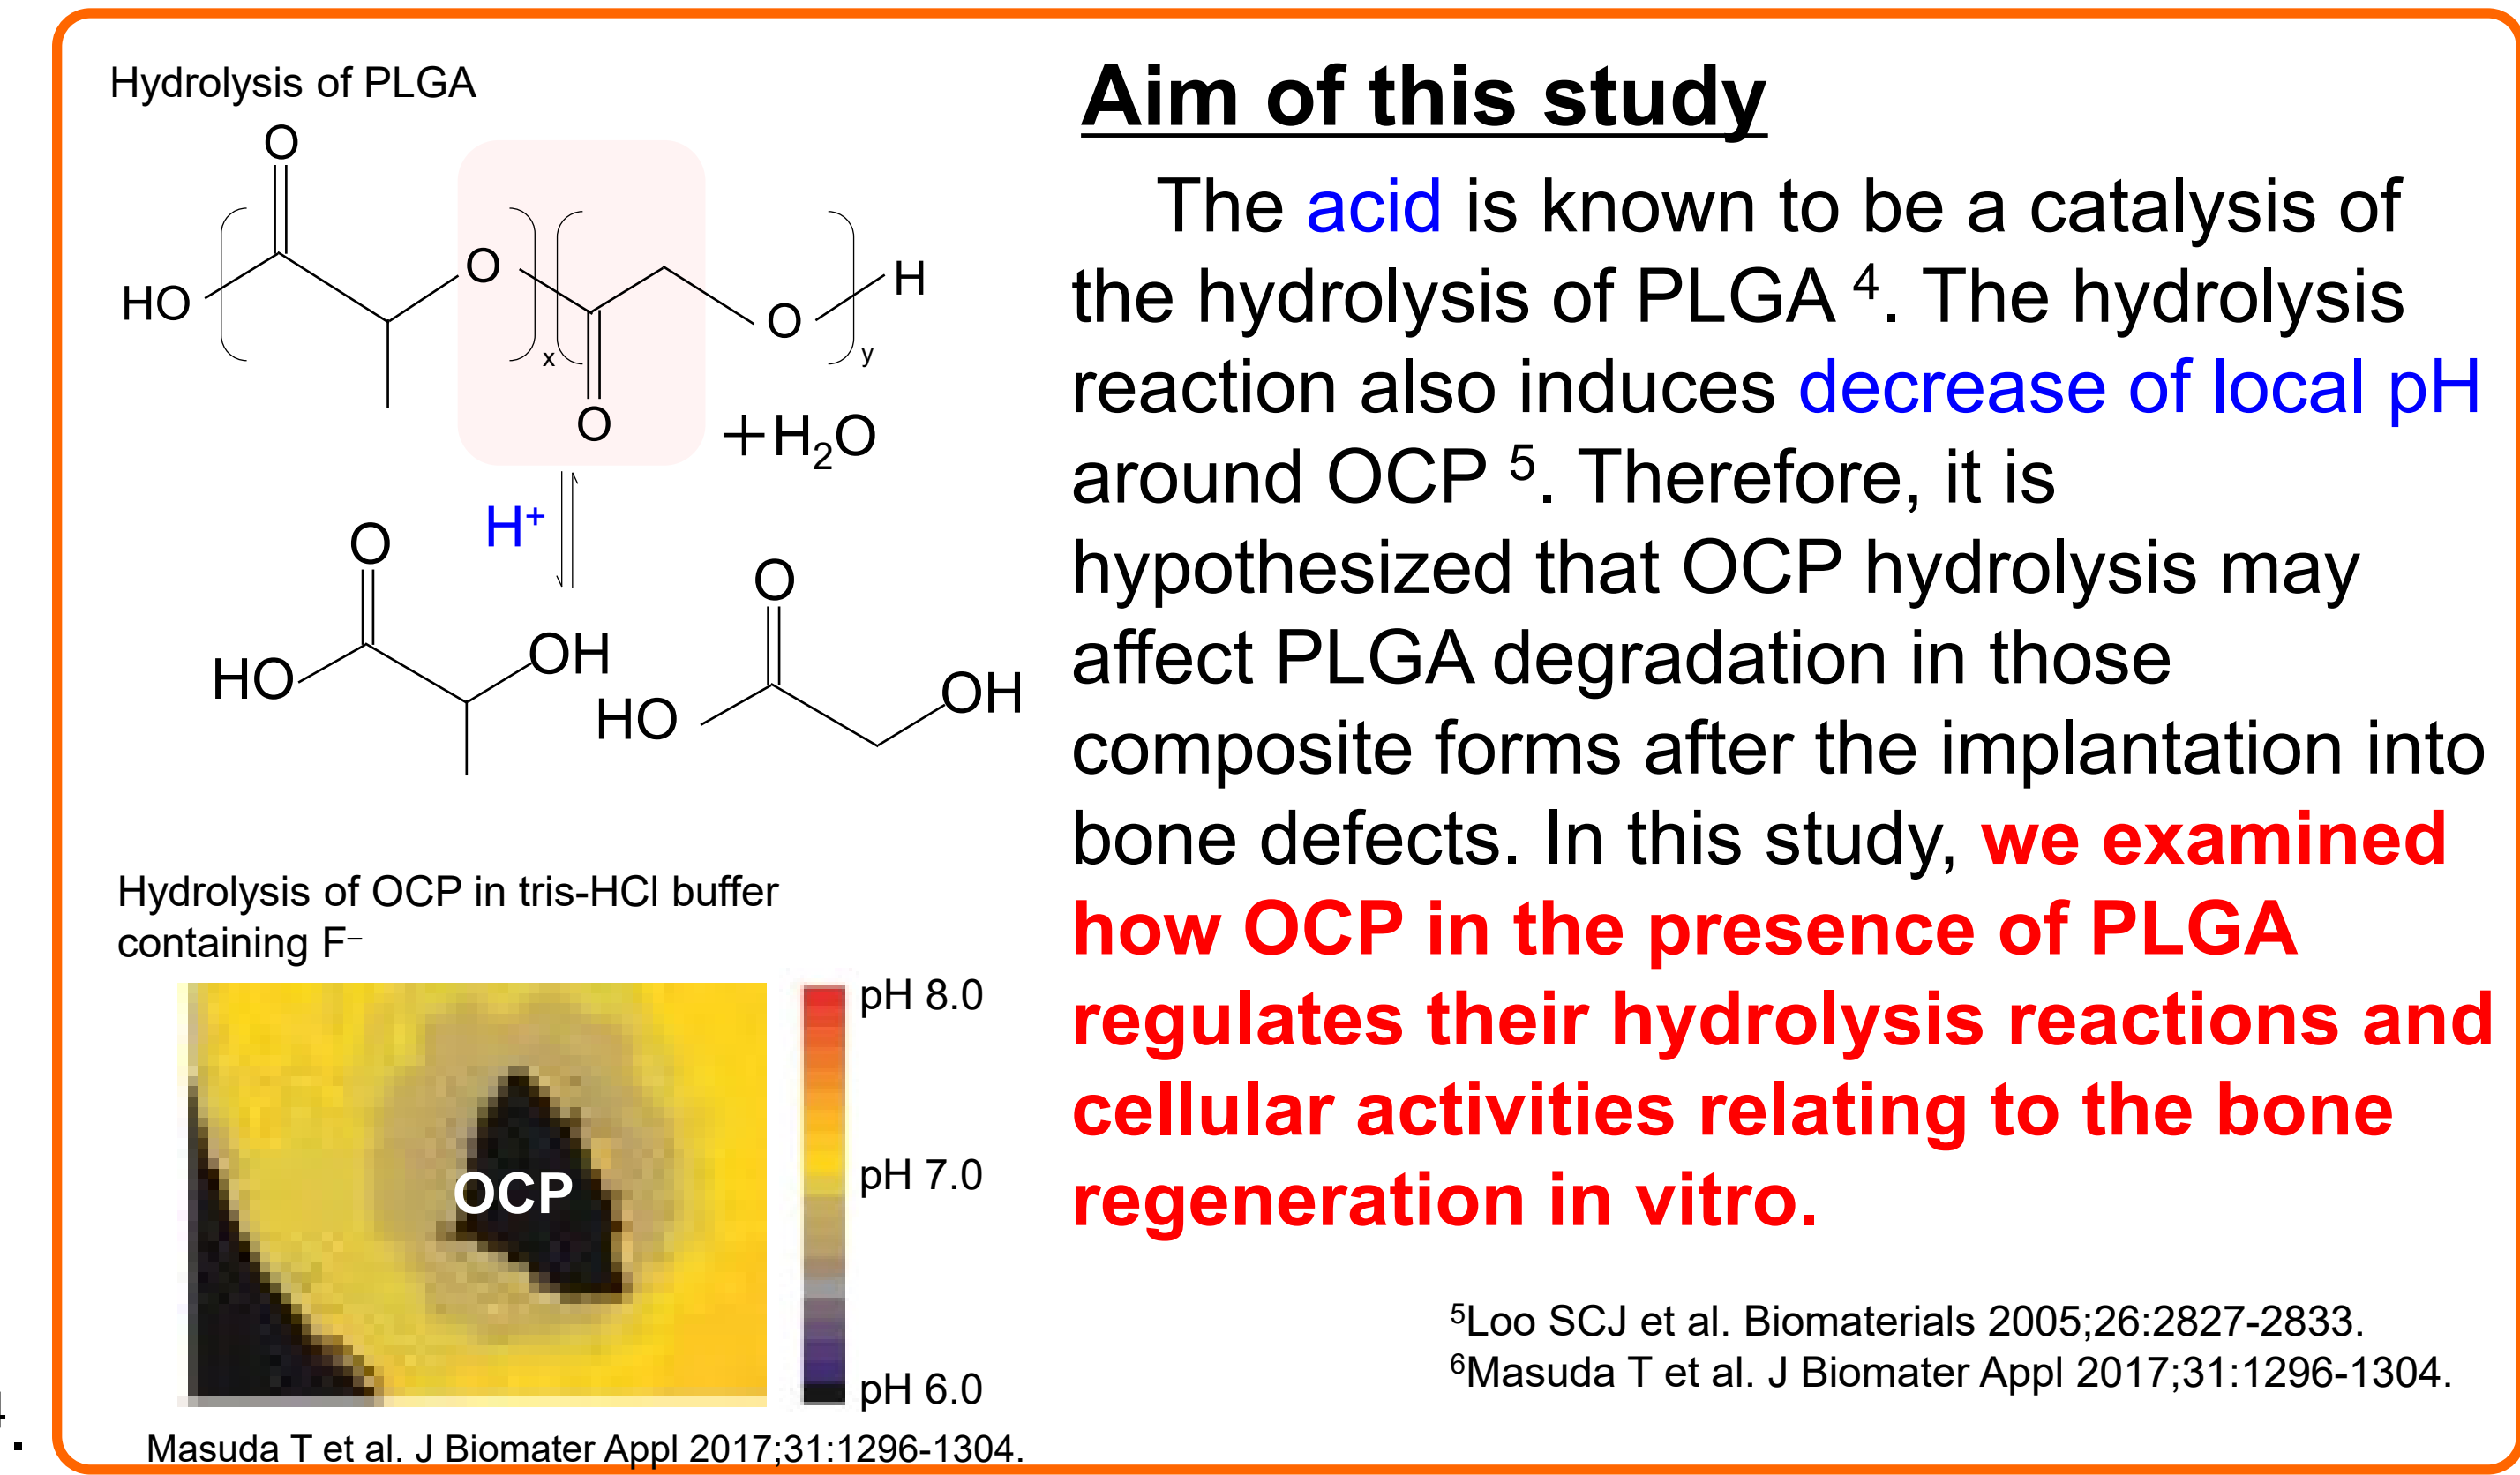 Hydrolysis of PLGA
O
HO
O
x
O
O
H
y
+H₂O
H⁺
O
HO
OH
O
HO
OH
Hydrolysis of OCP in tris-HCl buffer
containing F⁻
OCP
pH 8.0
pH 7.0
pH 6.0
Masuda T et al. J Biomater Appl 2017;31:1296-1304.
Aim of this study
The acid is known to be a catalysis of
the hydrolysis of PLGA ⁴. The hydrolysis
reaction also induces decrease of local pH
around OCP ⁵. Therefore, it is
hypothesized that OCP hydrolysis may
affect PLGA degradation in those
composite forms after the implantation into
bone defects. In this study, we examined
how OCP in the presence of PLGA
regulates their hydrolysis reactions and
cellular activities relating to the bone
regeneration in vitro.
⁵Loo SCJ et al. Biomaterials 2005;26:2827-2833.
⁶Masuda T et al. J Biomater Appl 2017;31:1296-1304.